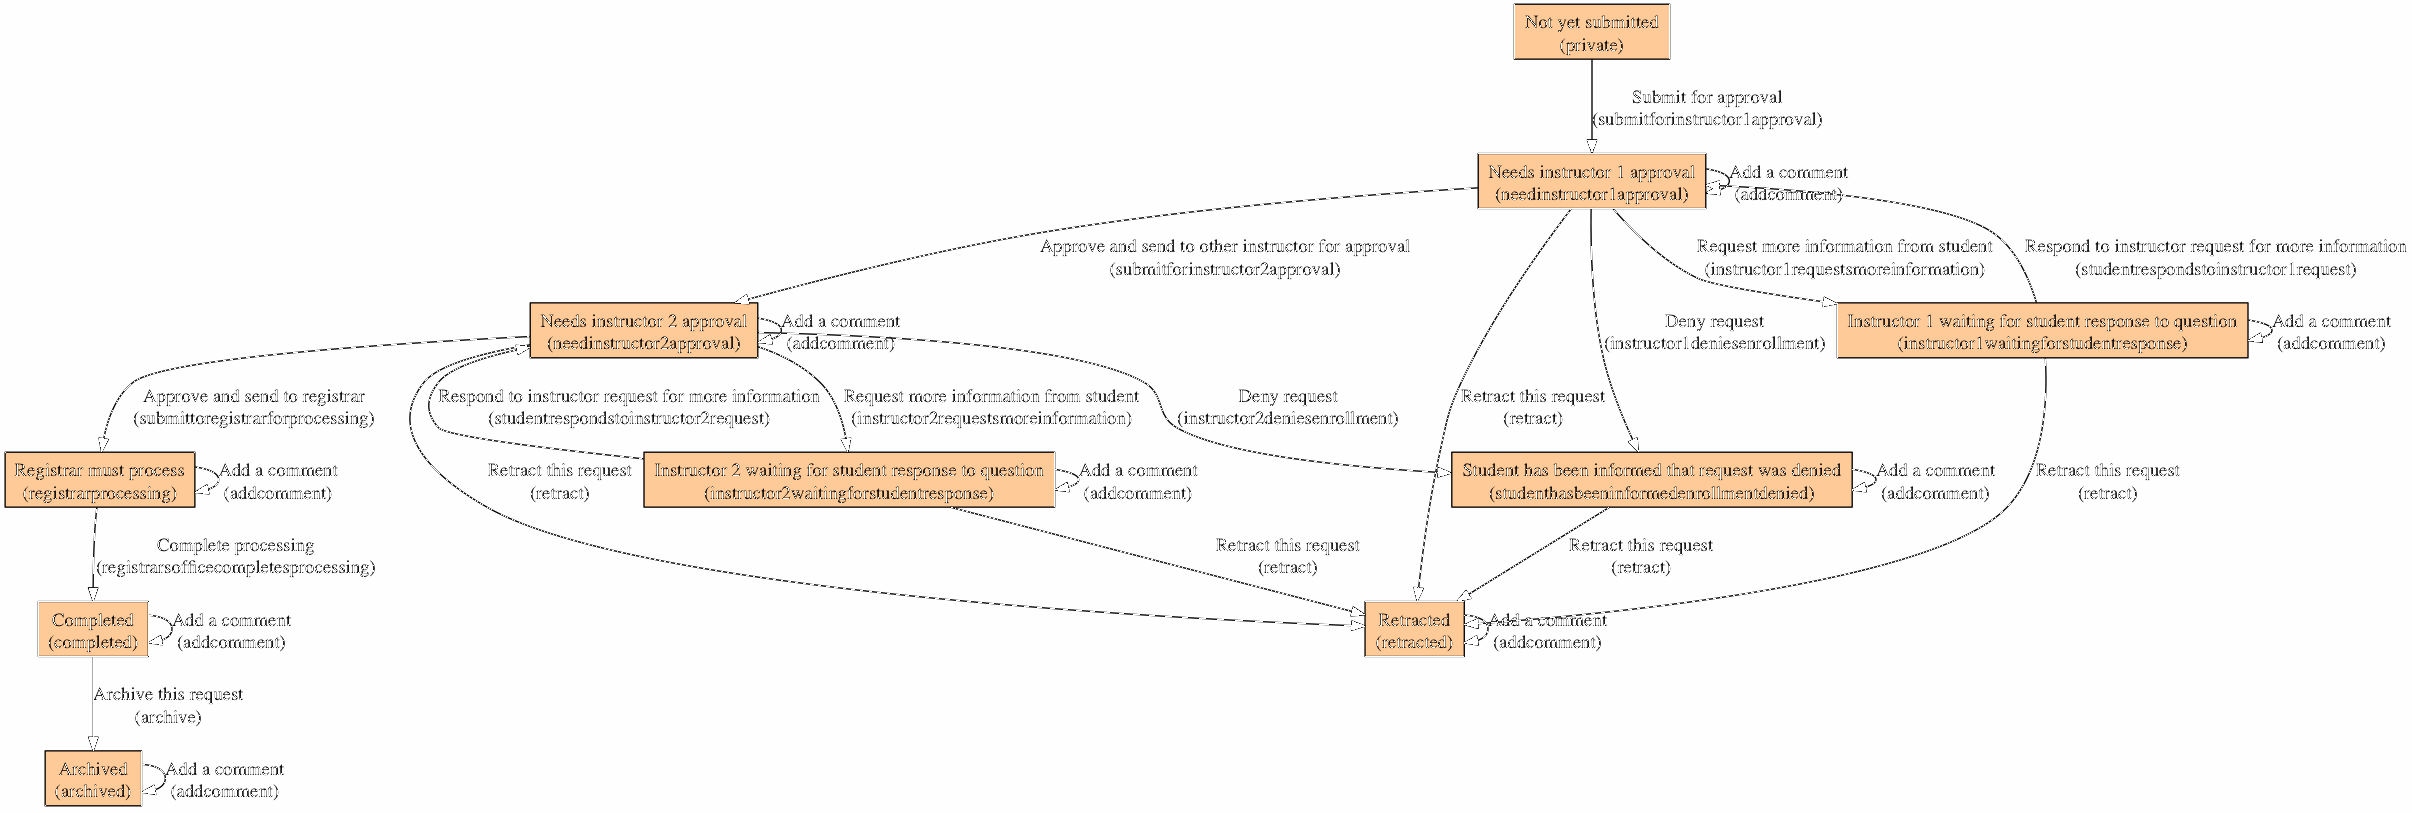 Not yet submitted
(private)
Submit for approval
(submitforinstructor1approval)
Needs instructor 1 approval
(needinstructor1approval)
Add a comment
(addcomment)
Approve and send to other instructor for approval
(submitforinstructor2approval)
Request more information from student
(instructor1requestsmoreinformation)
Respond to instructor request for more information
(studentrespondstoinstructor1request)
Needs instructor 2 approval
(needinstructor2approval)
Add a comment
(addcomment)
Deny request
(instructor1deniesenrollment)
Instructor 1 waiting for student response to question
(instructor1waitingforstudentresponse)
Add a comment
(addcomment)
Approve and send to registrar
(submittoregistrarforprocessing)
Respond to instructor request for more information
(studentrespondstoinstructor2request)
Request more information from student
(instructor2requestsmoreinformation)
Deny request
(instructor2deniesenrollment)
Retract this request
(retract)
Registrar must process
(registrarprocessing)
Add a comment
(addcomment)
Retract this request
(retract)
Instructor 2 waiting for student response to question
(instructor2waitingforstudentresponse)
Add a comment
(addcomment)
Student has been informed that request was denied
(studenthasbeeninformedenrollmentdenied)
Add a comment
(addcomment)
Retract this request
(retract)
Complete processing
(registrarsofficecompletesprocessing)
Retract this request
(retract)
Retract this request
(retract)
Completed
(completed)
Add a comment
(addcomment)
Retracted
(retracted)
Add a comment
(addcomment)
Archive this request
(archive)
Archived
(archived)
Add a comment
(addcomment)